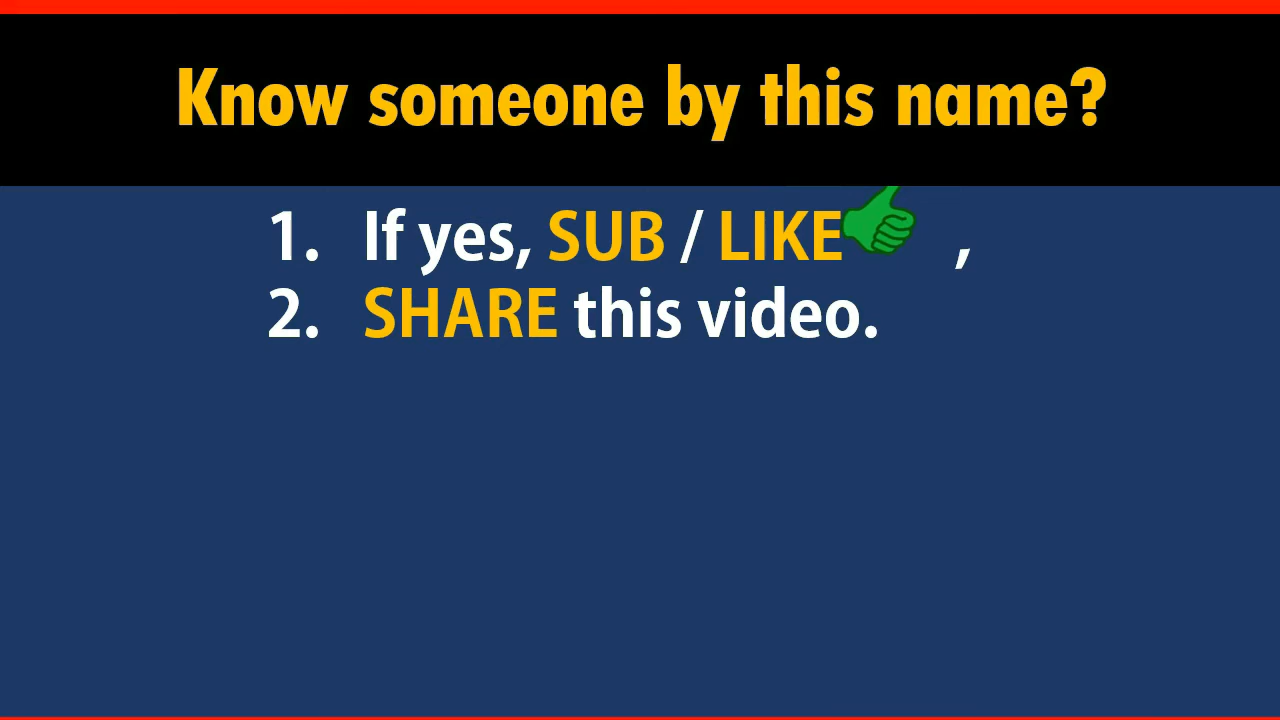 Know someone by this name?
1. If yes, SUB / LIKE ,
2. SHARE this video.